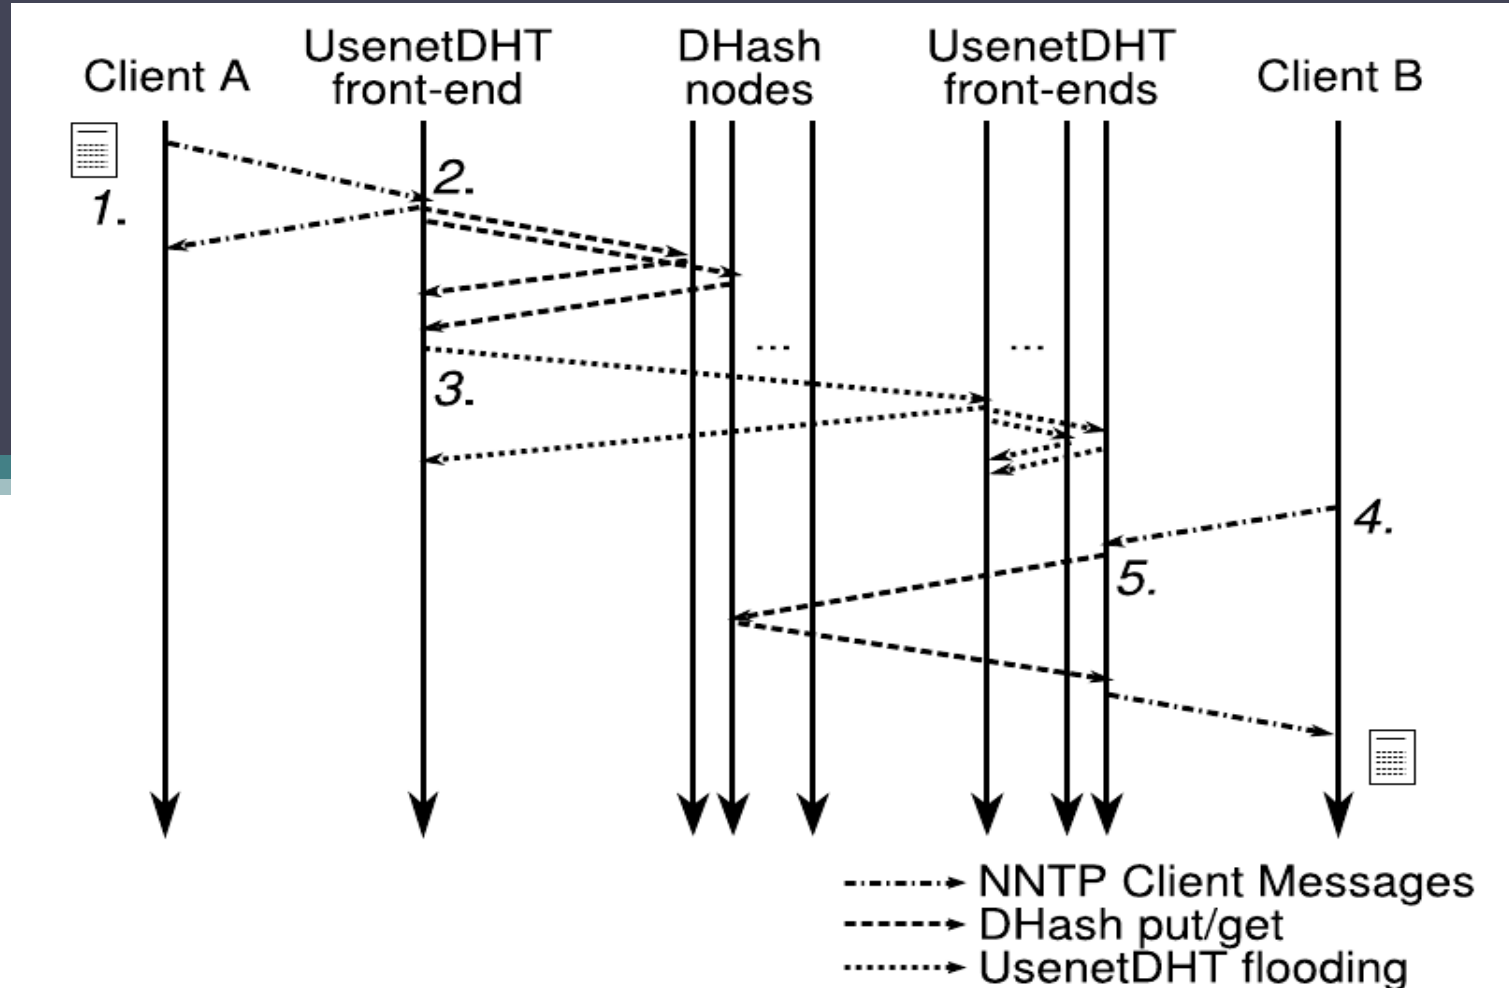 Client A
UsenetDHT
front-end
DHash
nodes
UsenetDHT
front-ends
Client B
1.
2.
...
...
3.
4.
5.
NNTP Client Messages
DHash put/get
UsenetDHT flooding